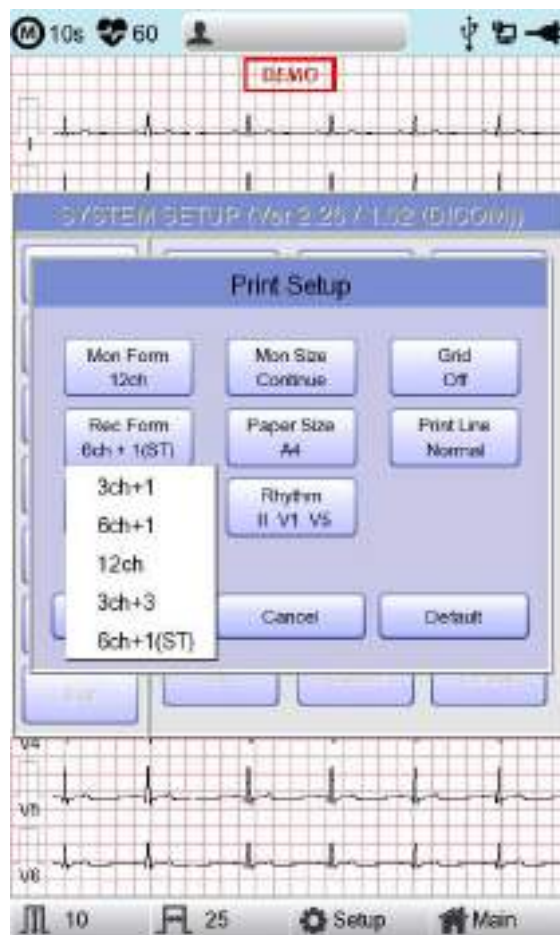 M 10s 60
DEMO
I
SYSTEM SETUP (Ver 2.26 / 1.02 (DICOM))
Print Setup
Mon Form
12ch
Mon Size
Continue
Grid
Off
Rec Form
6ch + 1(ST)
Paper Size
A4
Print Line
Normal
3ch+1
6ch+1
12ch
3ch+3
6ch+1(ST)
Rhythm
II V1 V5
Cancel
Default
V4
V5
V6
10 25 Setup Main